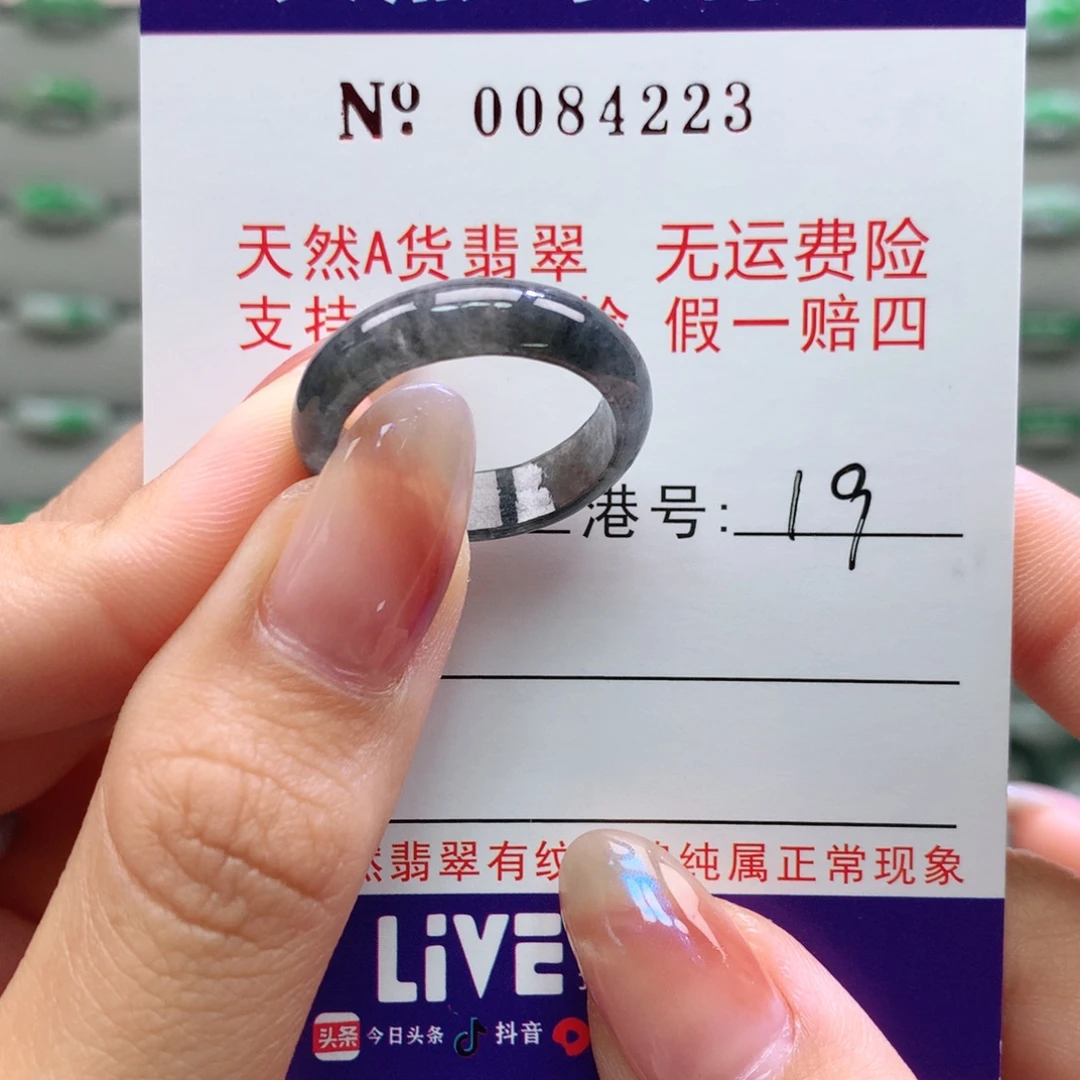 Nº 0084223
天然A货翡翠 无运费险
支持 假一赔四
港号: 19
翡翠有纹 纯属正常现象
LiVE
头条 今日头条 抖音